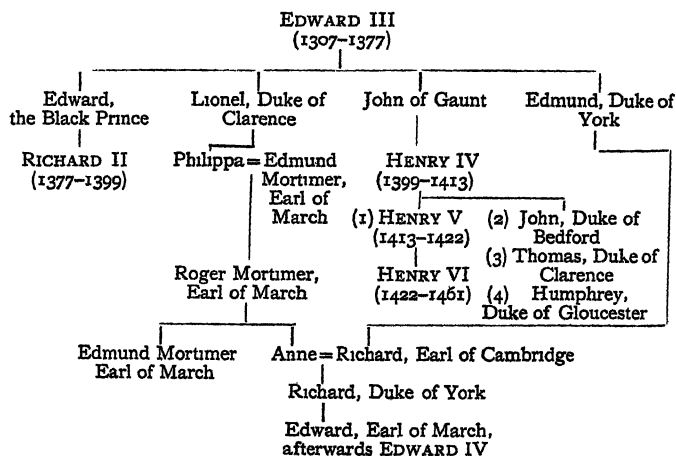 EDWARD III
(1307–1377)
Edward,
the Black Prince
Lionel, Duke of
Clarence
John of Gaunt
Edmund, Duke of
York
RICHARD II
(1377–1399)
Philippa = Edmund
Mortimer,
Earl of
March
HENRY IV
(1399–1413)
(1) HENRY V
(1413–1422)
(2) John, Duke of
Bedford
(3) Thomas, Duke of
Clarence
(4) Humphrey,
Duke of Gloucester
HENRY VI
(1422–1461)
Roger Mortimer,
Earl of March
Edmund Mortimer
Earl of March
Anne = Richard, Earl of Cambridge
Richard, Duke of York
Edward, Earl of March,
afterwards EDWARD IV